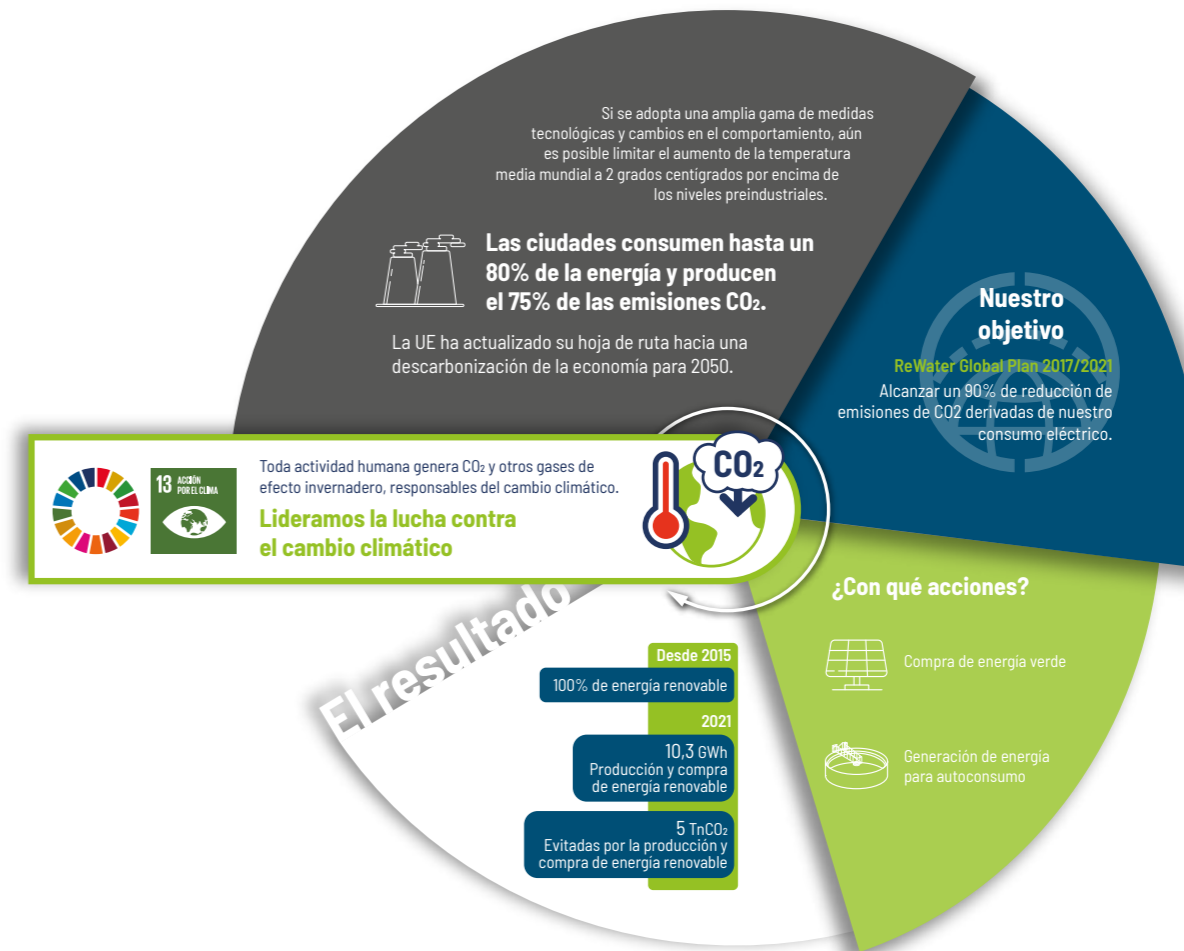 Si se adopta una amplia gama de medidas
tecnológicas y cambios en el comportamiento, aún
es posible limitar el aumento de la temperatura
media mundial a 2 grados centígrados por encima de
los niveles preindustriales.
Las ciudades consumen hasta un
80% de la energía y producen
el 75% de las emisiones CO₂.
La UE ha actualizado su hoja de ruta hacia una
descarbonización de la economía para 2050.
Nuestro
objetivo
ReWater Global Plan 2017/2021
Alcanzar un 90% de reducción de
emisiones de CO2 derivadas de nuestro
consumo eléctrico.
13 ACCIÓN
POR EL CLIMA
Toda actividad humana genera CO₂ y otros gases de
efecto invernadero, responsables del cambio climático.
Lideramos la lucha contra
el cambio climático
CO₂
¿Con qué acciones?
Compra de energía verde
Generación de energía
para autoconsumo
El resultado
Desde 2015
100% de energía renovable
2021
10,3 GWh
Producción y compra
de energía renovable
5 TnCO₂
Evitadas por la producción y
compra de energía renovable